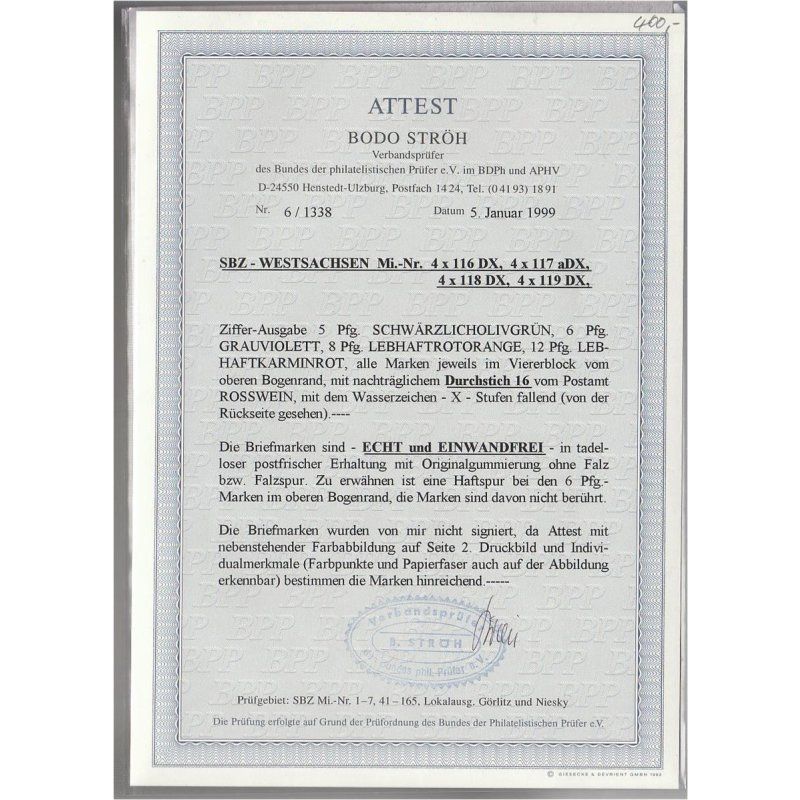 400,-
ATTEST
BODO STRÖH
Verbandsprüfer
des Bundes der philatelistischen Prüfer e.V. im BDPh und APHV
D-24550 Henstedt-Ulzburg, Postfach 14 24, Tel. (0 41 93) 18 91
Nr. 6 / 1338 Datum 5. Januar 1999
SBZ - WESTSACHSEN Mi.-Nr. 4 x 116 DX, 4 x 117 aDX,
4 x 118 DX, 4 x 119 DX,
Ziffer-Ausgabe 5 Pfg. SCHWÄRZLICHOLIVGRÜN, 6 Pfg.
GRAUVIOLETT, 8 Pfg. LEBHAFTROTORANGE, 12 Pfg. LEB-
HAFTKARMINROT, alle Marken jeweils im Viererblock vom
oberen Bogenrand, mit nachträglichem Durchstich 16 vom Postamt
ROSSWEIN, mit dem Wasserzeichen - X - Stufen fallend (von der
Rückseite gesehen).----
Die Briefmarken sind - ECHT und EINWANDFREI - in tadel-
loser postfrischer Erhaltung mit Originalgummierung ohne Falz
bzw. Falzspur. Zu erwähnen ist eine Haftspur bei den 6 Pfg.-
Marken im oberen Bogenrand, die Marken sind davon nicht berührt.
Die Briefmarken wurden von mir nicht signiert, da Attest mit
nebenstehender Farbabbildung auf Seite 2. Druckbild und Indivi-
dualmerkmale (Farbpunkte und Papierfaser auch auf der Abbildung
erkennbar) bestimmen die Marken hinreichend.-----
Verbandsprüfer
B. STRÖH
Bundes phil. Prüfer e.V.
Prüfgebiet: SBZ Mi.-Nr. 1-7, 41-165, Lokalausg. Görlitz und Niesky
Die Prüfung erfolgte auf Grund der Prüfordnung des Bundes der Philatelistischen Prüfer e.V.
© GIESECKE & DEVRIENT GMBH 1992